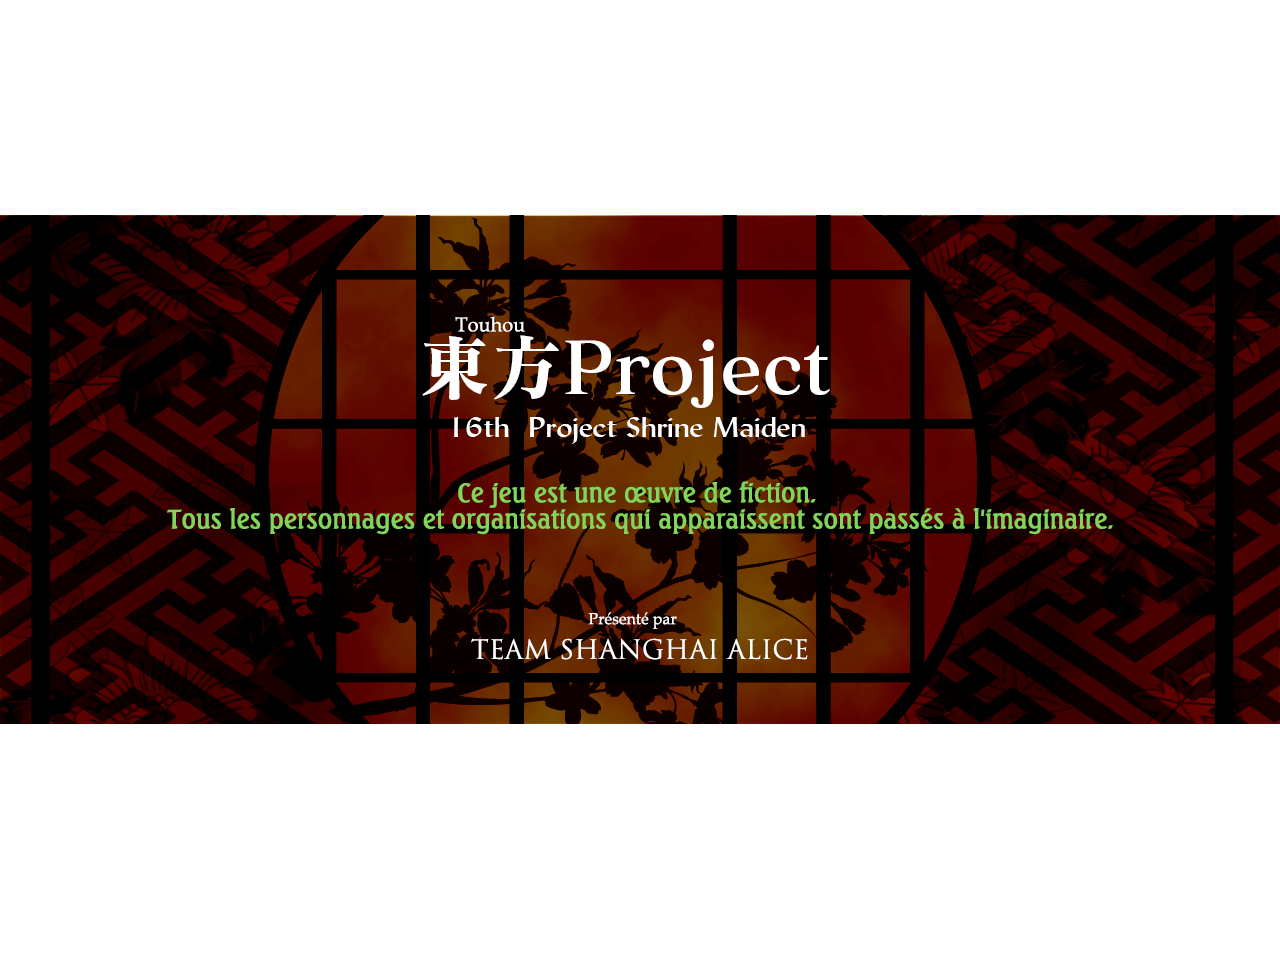 Touhou
東方Project
16th Project Shrine Maiden
Ce jeu est une œuvre de fiction.
Tous les personnages et organisations qui apparaissent sont passés à l'imaginaire.
Présenté par
TEAM SHANGHAI ALICE